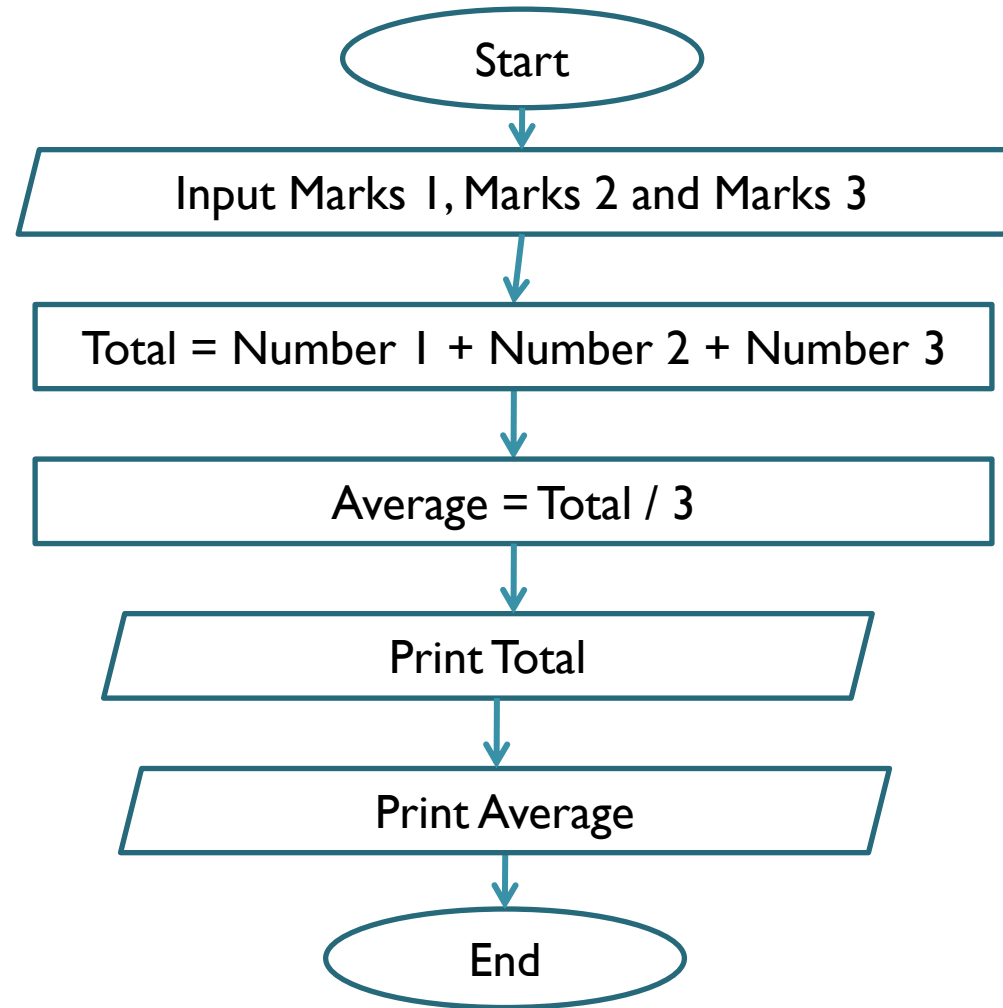 Start
Input Marks 1, Marks 2 and Marks 3
Total = Number 1 + Number 2 + Number 3
Average = Total / 3
Print Total
Print Average
End